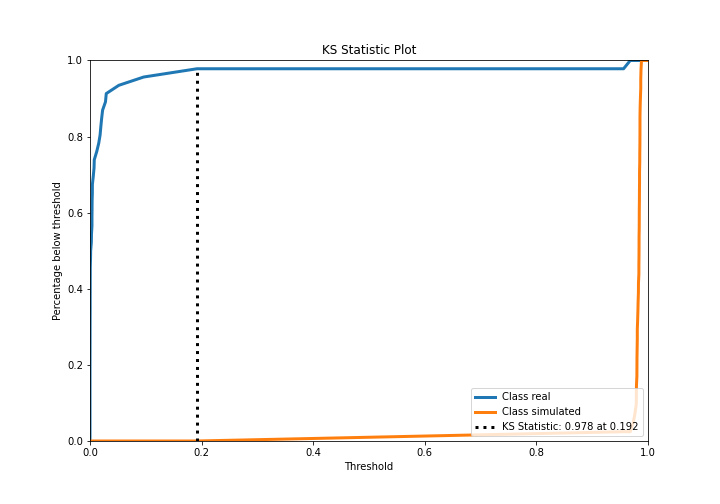 KS Statistic Plot
1.0
0.8
0.6
0.4
0.2
0.0
Percentage below threshold
Class real
Class simulated
KS Statistic: 0.978 at 0.192
0.0 0.2 0.4 0.6 0.8 1.0
Threshold